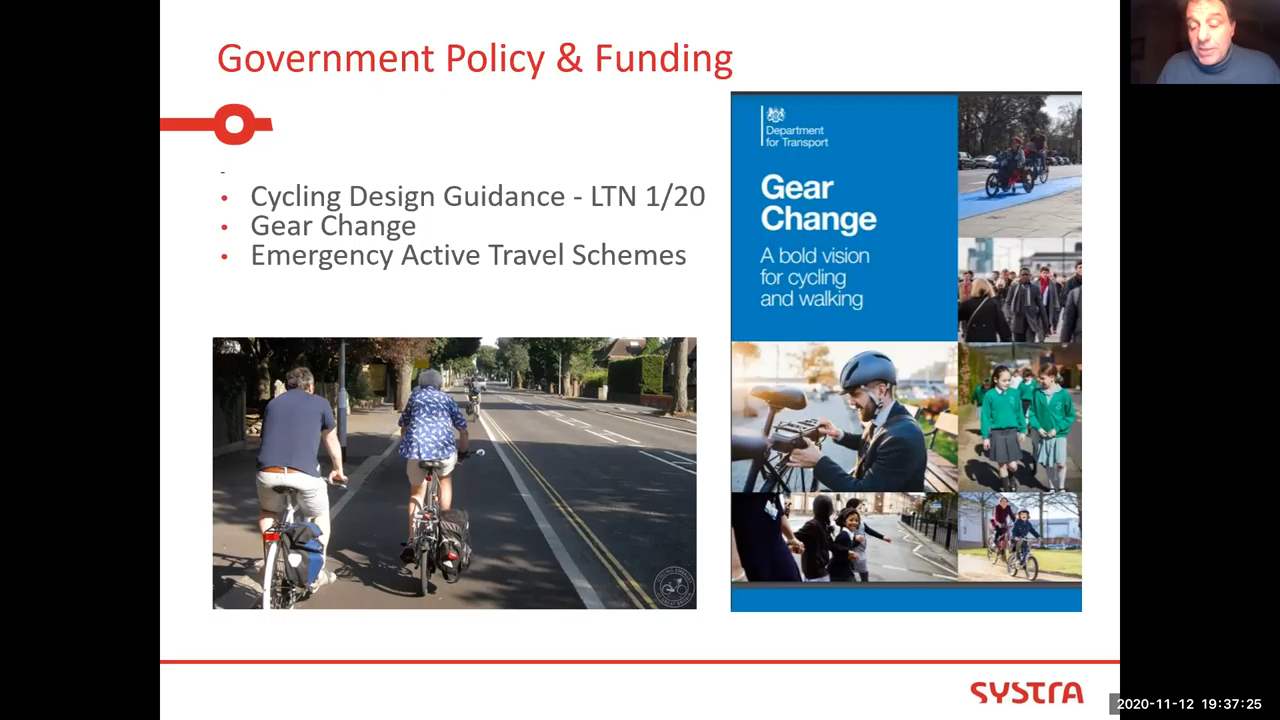 Government Policy & Funding
-
• Cycling Design Guidance - LTN 1/20
• Gear Change
• Emergency Active Travel Schemes
Department
for Transport
Gear
Change
A bold vision
for cycling
and walking
SYSTRA
2020-11-12 19:37:25